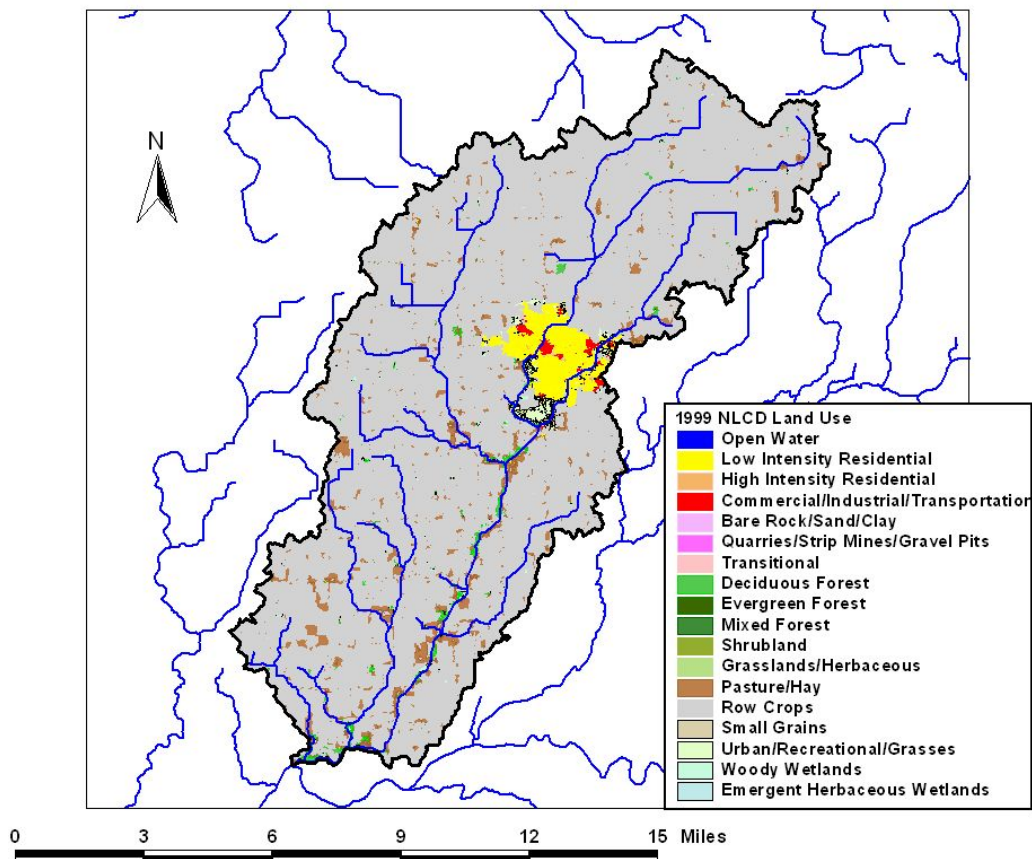 N
1999 NLCD Land Use
Open Water
Low Intensity Residential
High Intensity Residential
Commercial/Industrial/Transportation
Bare Rock/Sand/Clay
Quarries/Strip Mines/Gravel Pits
Transitional
Deciduous Forest
Evergreen Forest
Mixed Forest
Shrubland
Grasslands/Herbaceous
Pasture/Hay
Row Crops
Small Grains
Urban/Recreational/Grasses
Woody Wetlands
Emergent Herbaceous Wetlands
0 3 6 9 12 15 Miles